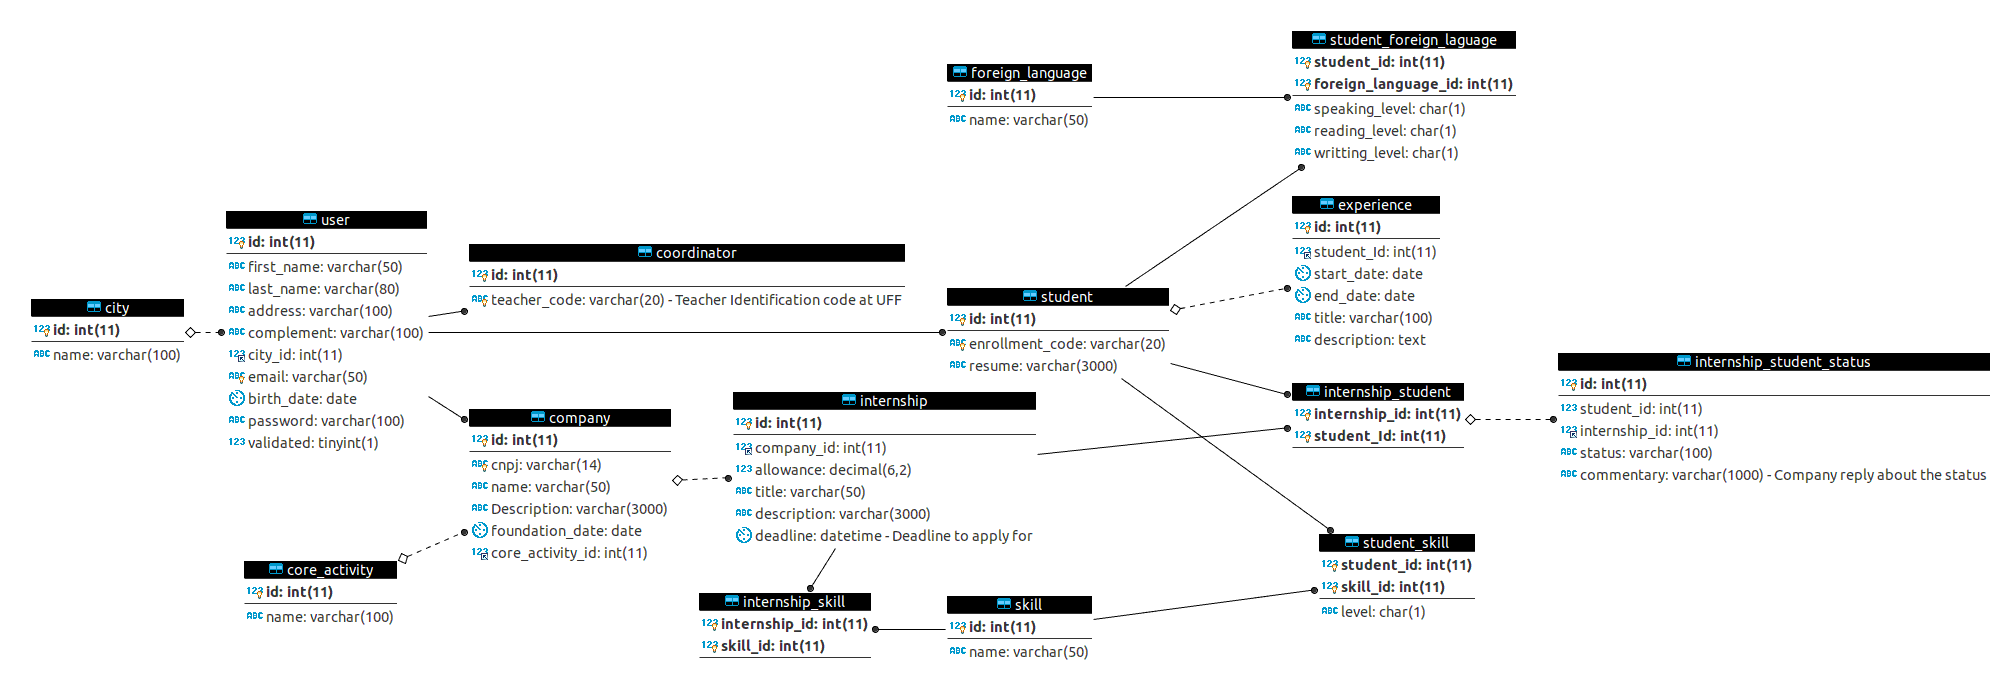 student_foreign_laguage
student_id: int(11)
foreign_language_id: int(11)
speaking_level: char(1)
reading_level: char(1)
writting_level: char(1)
foreign_language
id: int(11)
name: varchar(50)
experience
id: int(11)
student_Id: int(11)
start_date: date
end_date: date
title: varchar(100)
description: text
user
id: int(11)
first_name: varchar(50)
last_name: varchar(80)
address: varchar(100)
complement: varchar(100)
city_id: int(11)
email: varchar(50)
birth_date: date
password: varchar(100)
validated: tinyint(1)
coordinator
id: int(11)
teacher_code: varchar(20) - Teacher Identification code at UFF
student
id: int(11)
enrollment_code: varchar(20)
resume: varchar(3000)
city
id: int(11)
name: varchar(100)
internship_student_status
id: int(11)
student_id: int(11)
internship_id: int(11)
status: varchar(100)
commentary: varchar(1000) - Company reply about the status
internship_student
internship_id: int(11)
student_Id: int(11)
internship
id: int(11)
company_id: int(11)
allowance: decimal(6,2)
title: varchar(50)
description: varchar(3000)
deadline: datetime - Deadline to apply for
company
id: int(11)
cnpj: varchar(14)
name: varchar(50)
Description: varchar(3000)
foundation_date: date
core_activity_id: int(11)
core_activity
id: int(11)
name: varchar(100)
student_skill
student_id: int(11)
skill_id: int(11)
level: char(1)
internship_skill
internship_id: int(11)
skill_id: int(11)
skill
id: int(11)
name: varchar(50)